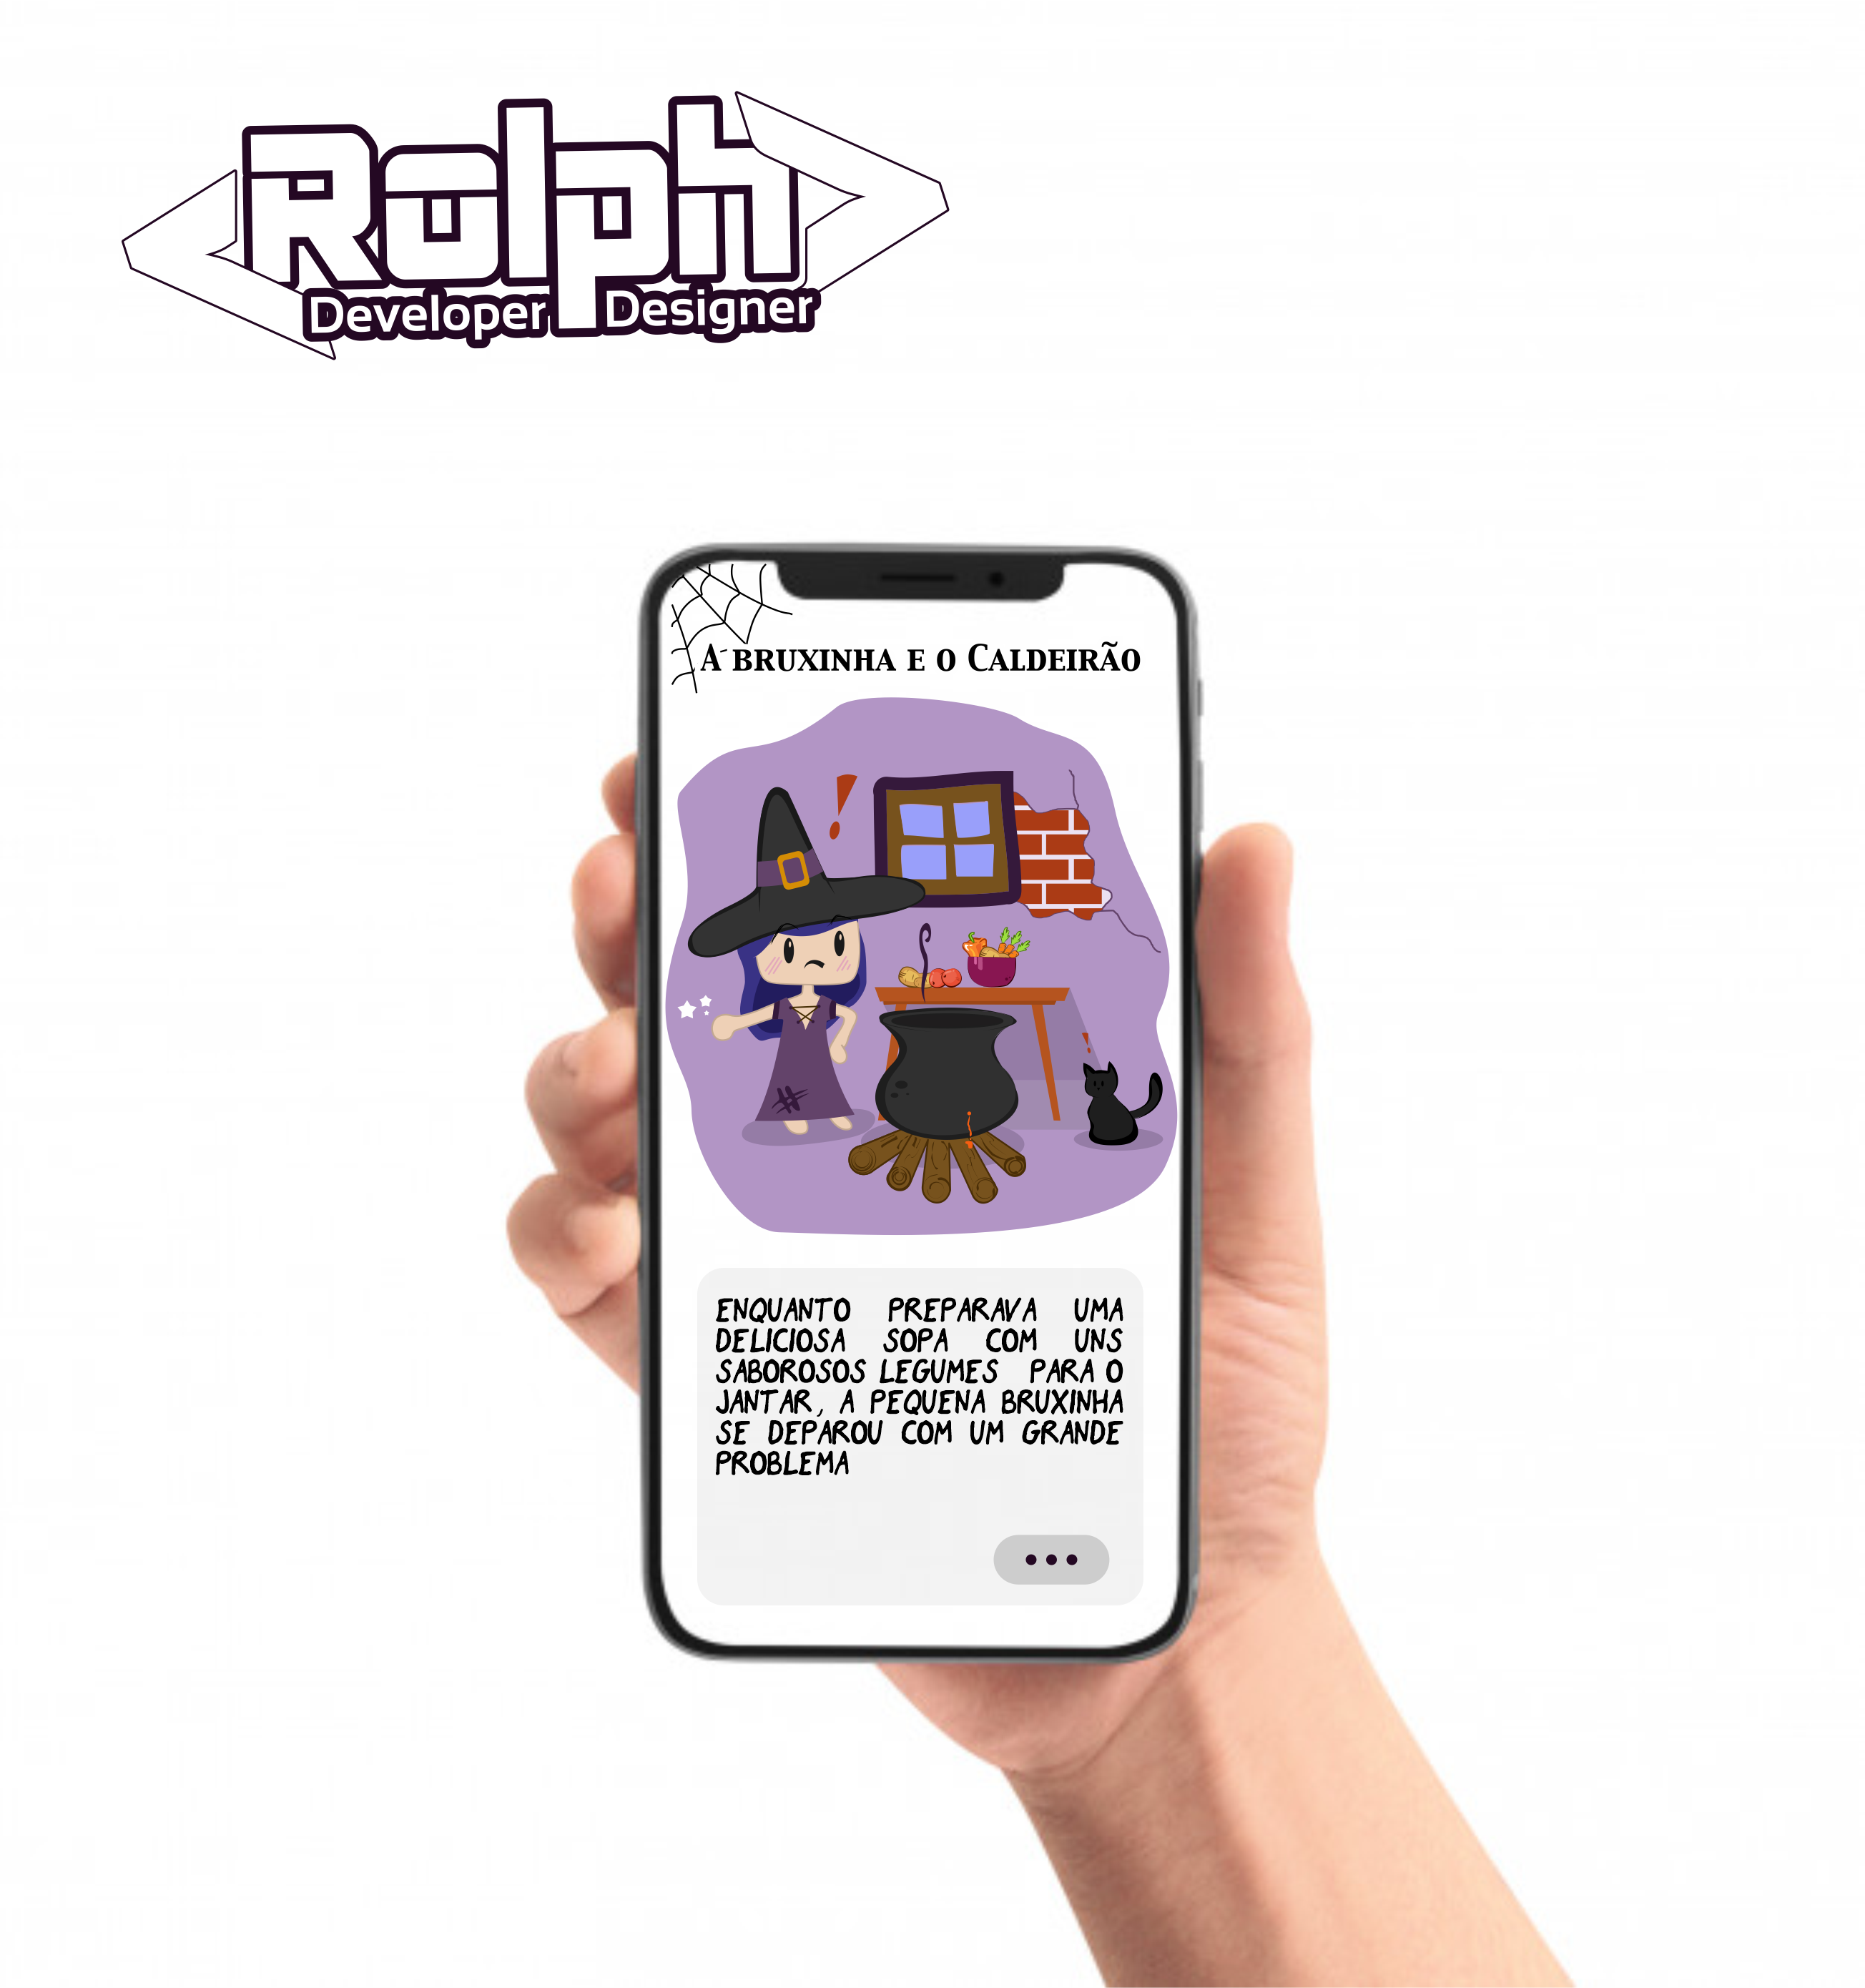 Ralph
Developer Designer
A bruxinha e o Caldeirão
ENQUANTO PREPARAVA UMA
DELICIOSA SOPA COM UNS
SABOROSOS LEGUMES PARA O
JANTAR, A PEQUENA BRUXINHA
SE DEPAROU COM UM GRANDE
PROBLEMA